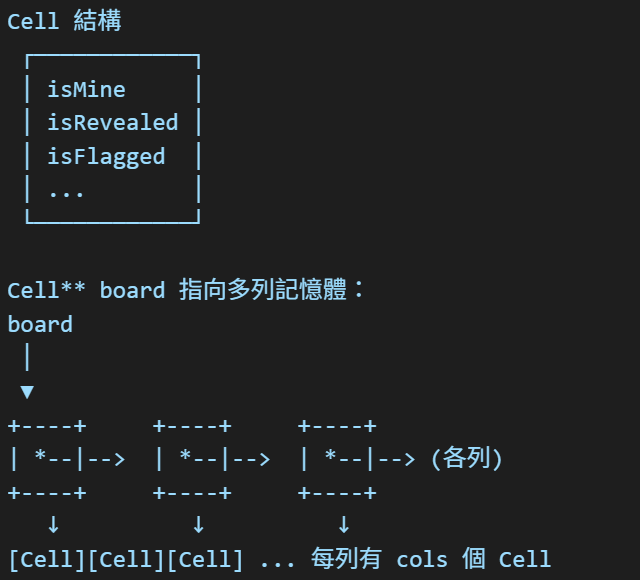 Cell 結構
┌────────────┐
│ isMine     │
│ isRevealed │
│ isFlagged  │
│ ...        │
└────────────┘
Cell** board 指向多列記憶體：
board
│
▼
+----+     +----+     +----+
| *--|-->  | *--|-->  | *--|--> (各列)
+----+     +----+     +----+
↓          ↓          ↓
[Cell][Cell][Cell] ... 每列有 cols 個 Cell